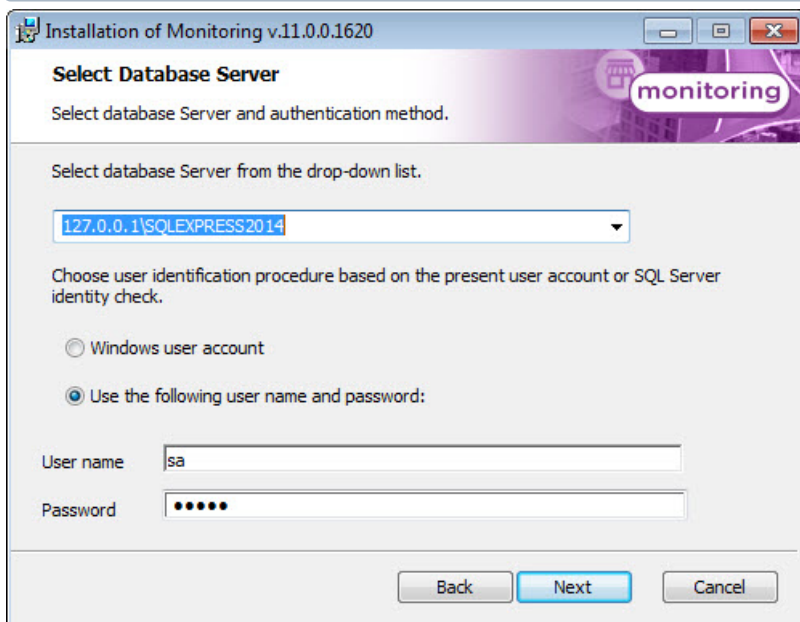 Installation of Monitoring v.11.0.0.1620
Select Database Server
Select database Server and authentication method.
monitoring
Select database Server from the drop-down list.
127.0.0.1\SQLEXPRESS2014
Choose user identification procedure based on the present user account or SQL Server
identity check.
Windows user account
Use the following user name and password:
User name sa
Password •••••
Back Next Cancel